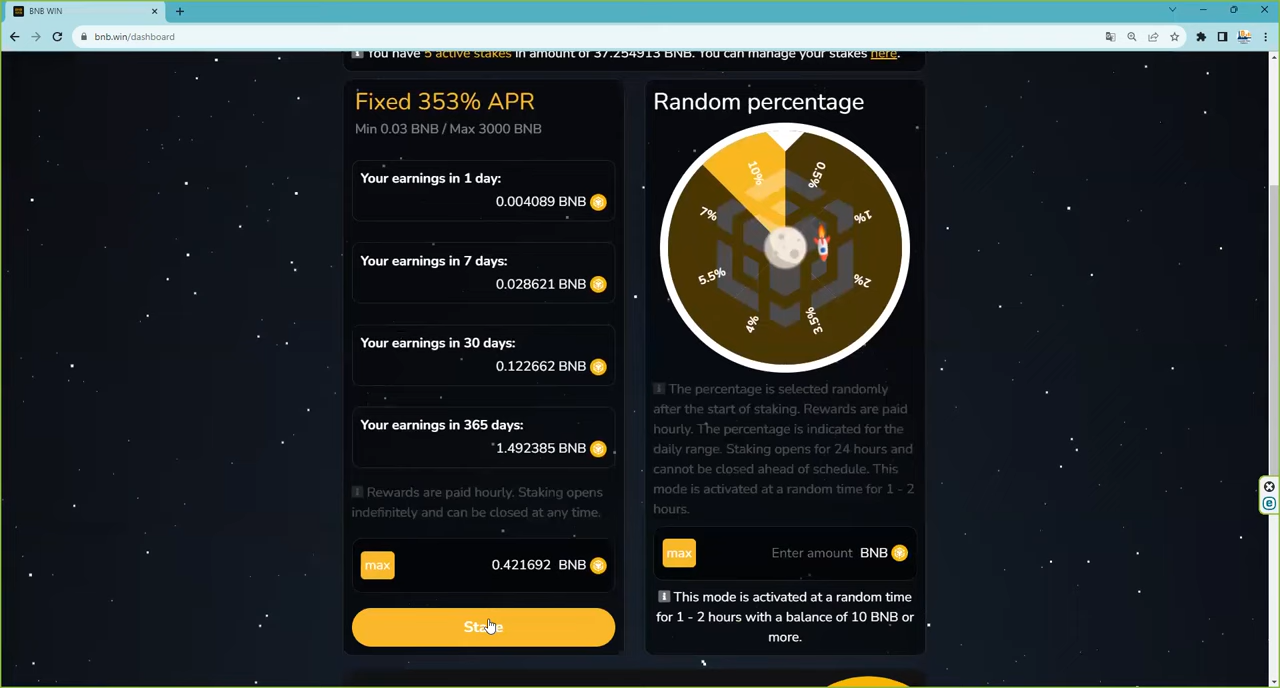 BNB WIN
bnb.win/dashboard
You have 5 active stakes in amount of 37.254913 BNB. You can manage your stakes here.
Fixed 353% APR
Min 0.03 BNB / Max 3000 BNB
Your earnings in 1 day:
0.004089 BNB
Your earnings in 7 days:
0.028621 BNB
Your earnings in 30 days:
0.122662 BNB
Your earnings in 365 days:
1.492385 BNB
Rewards are paid hourly. Staking opens
indefinitely and can be closed at any time.
max
0.421692 BNB
Stake
Random percentage
10%
0.5%
1%
2%
3.5%
4%
5.5%
7%
The percentage is selected randomly
after the start of staking. Rewards are paid
hourly. The percentage is indicated for the
daily range. Staking opens for 24 hours and
cannot be closed ahead of schedule. This
mode is activated at a random time for 1 - 2
hours.
max
Enter amount BNB
This mode is activated at a random time
for 1 - 2 hours with a balance of 10 BNB or
more.